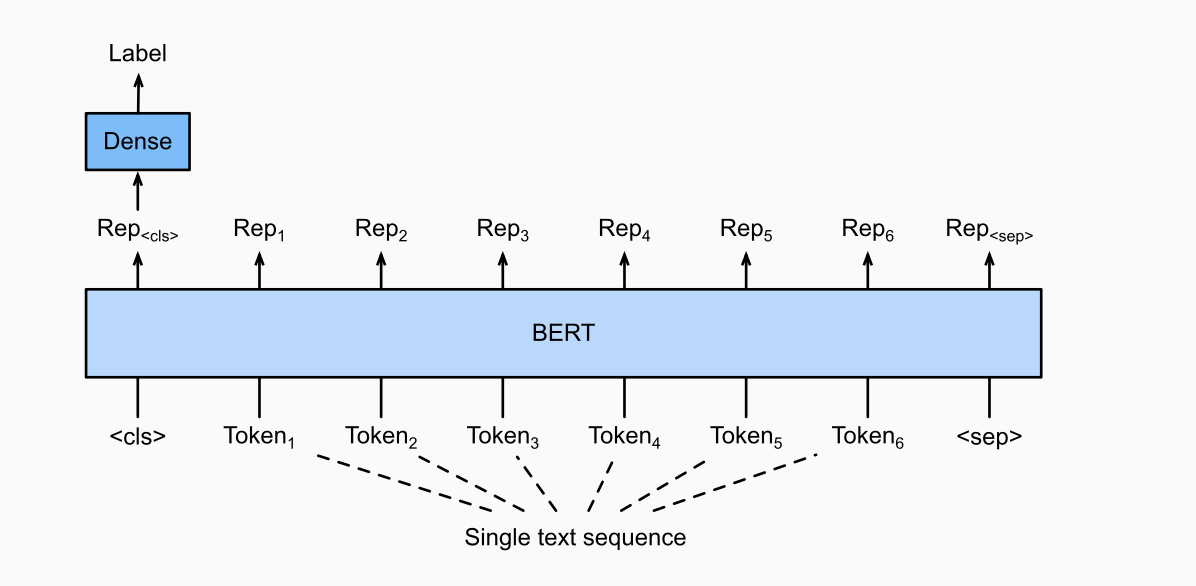 Label
Dense
Rep<cls> Rep1 Rep2 Rep3 Rep4 Rep5 Rep6 Rep<sep>
BERT
<cls> Token1 Token2 Token3 Token4 Token5 Token6 <sep>
Single text sequence